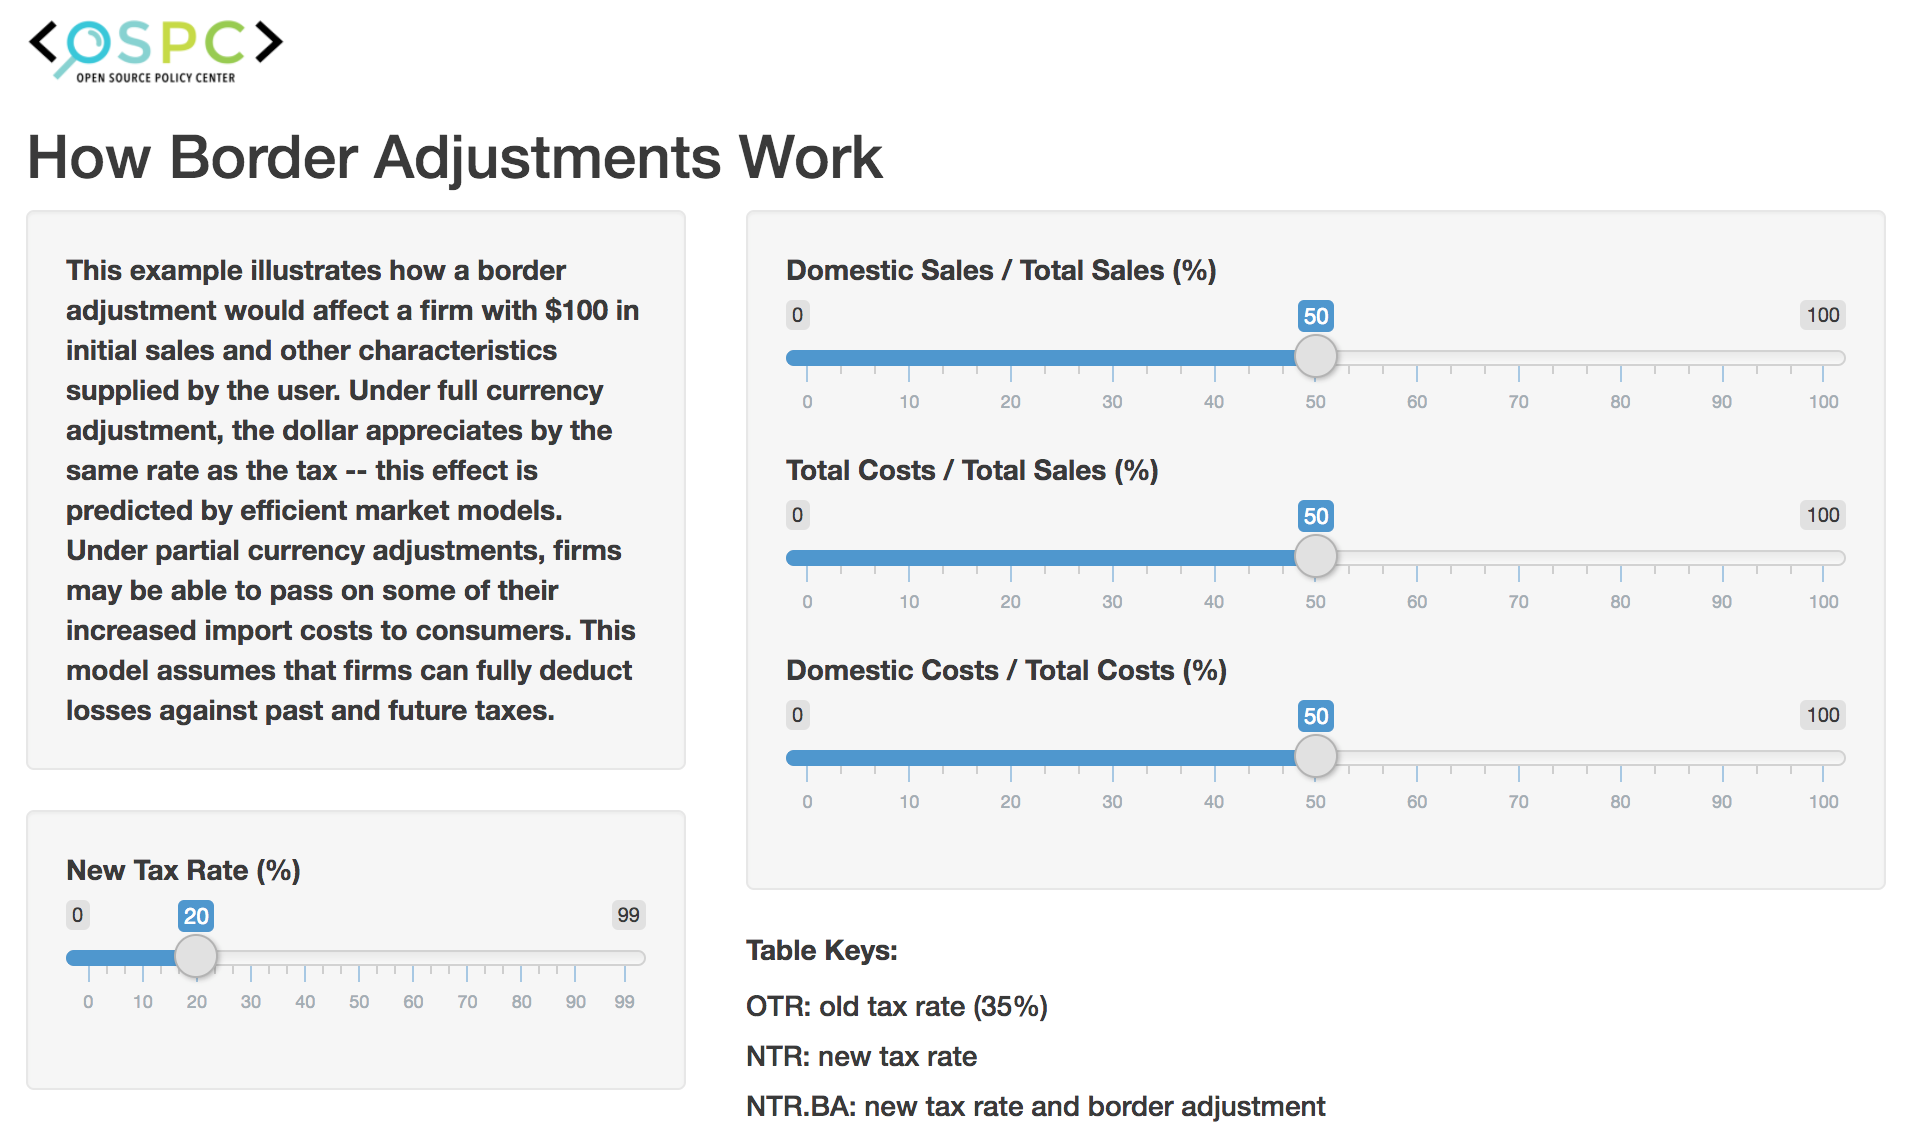 <OSPC>
OPEN SOURCE POLICY CENTER
How Border Adjustments Work
This example illustrates how a border
adjustment would affect a firm with $100 in
initial sales and other characteristics
supplied by the user. Under full currency
adjustment, the dollar appreciates by the
same rate as the tax -- this effect is
predicted by efficient market models.
Under partial currency adjustments, firms
may be able to pass on some of their
increased import costs to consumers. This
model assumes that firms can fully deduct
losses against past and future taxes.
New Tax Rate (%)
0 20 99
0 10 20 30 40 50 60 70 80 90 99
Domestic Sales / Total Sales (%)
0 50 100
0 10 20 30 40 50 60 70 80 90 100
Total Costs / Total Sales (%)
0 50 100
0 10 20 30 40 50 60 70 80 90 100
Domestic Costs / Total Costs (%)
0 50 100
0 10 20 30 40 50 60 70 80 90 100
Table Keys:
OTR: old tax rate (35%)
NTR: new tax rate
NTR.BA: new tax rate and border adjustment